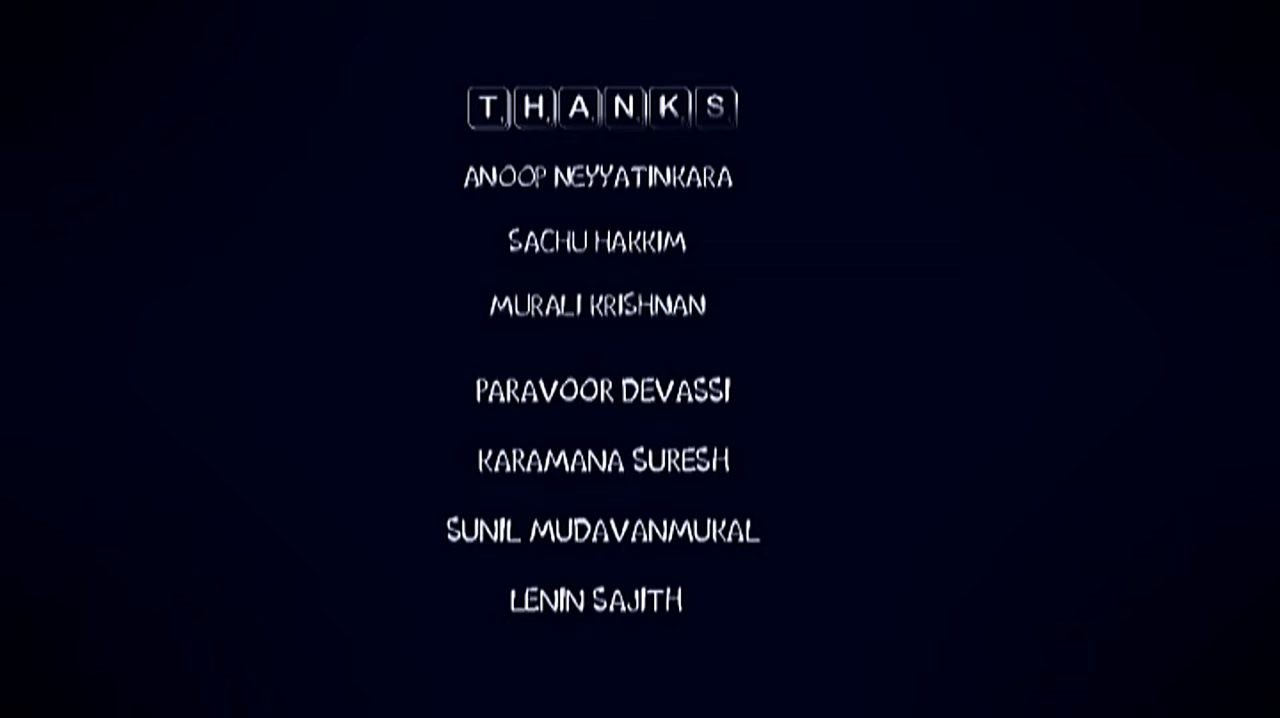 THANKS
ANOOP NEYYATINKARA
SACHU HAKKIM
MURALI KRISHNAN
PARAVOOR DEVASSI
KARAMANA SURESH
SUNIL MUDAVANMUKAL
LENIN SAJITH